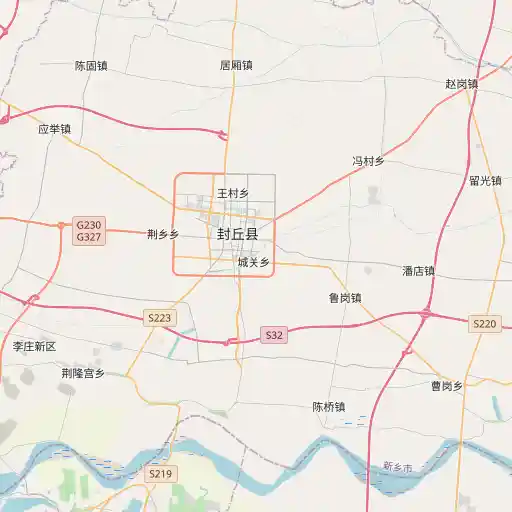 陈固镇
居厢镇
赵岗镇
应举镇
冯村乡
留光镇
王村乡
G230
G327
荆乡乡
封丘县
城关乡
潘店镇
鲁岗镇
S223
S220
S32
李庄新区
荆隆宫乡
曹岗乡
陈桥镇
新乡市
S219